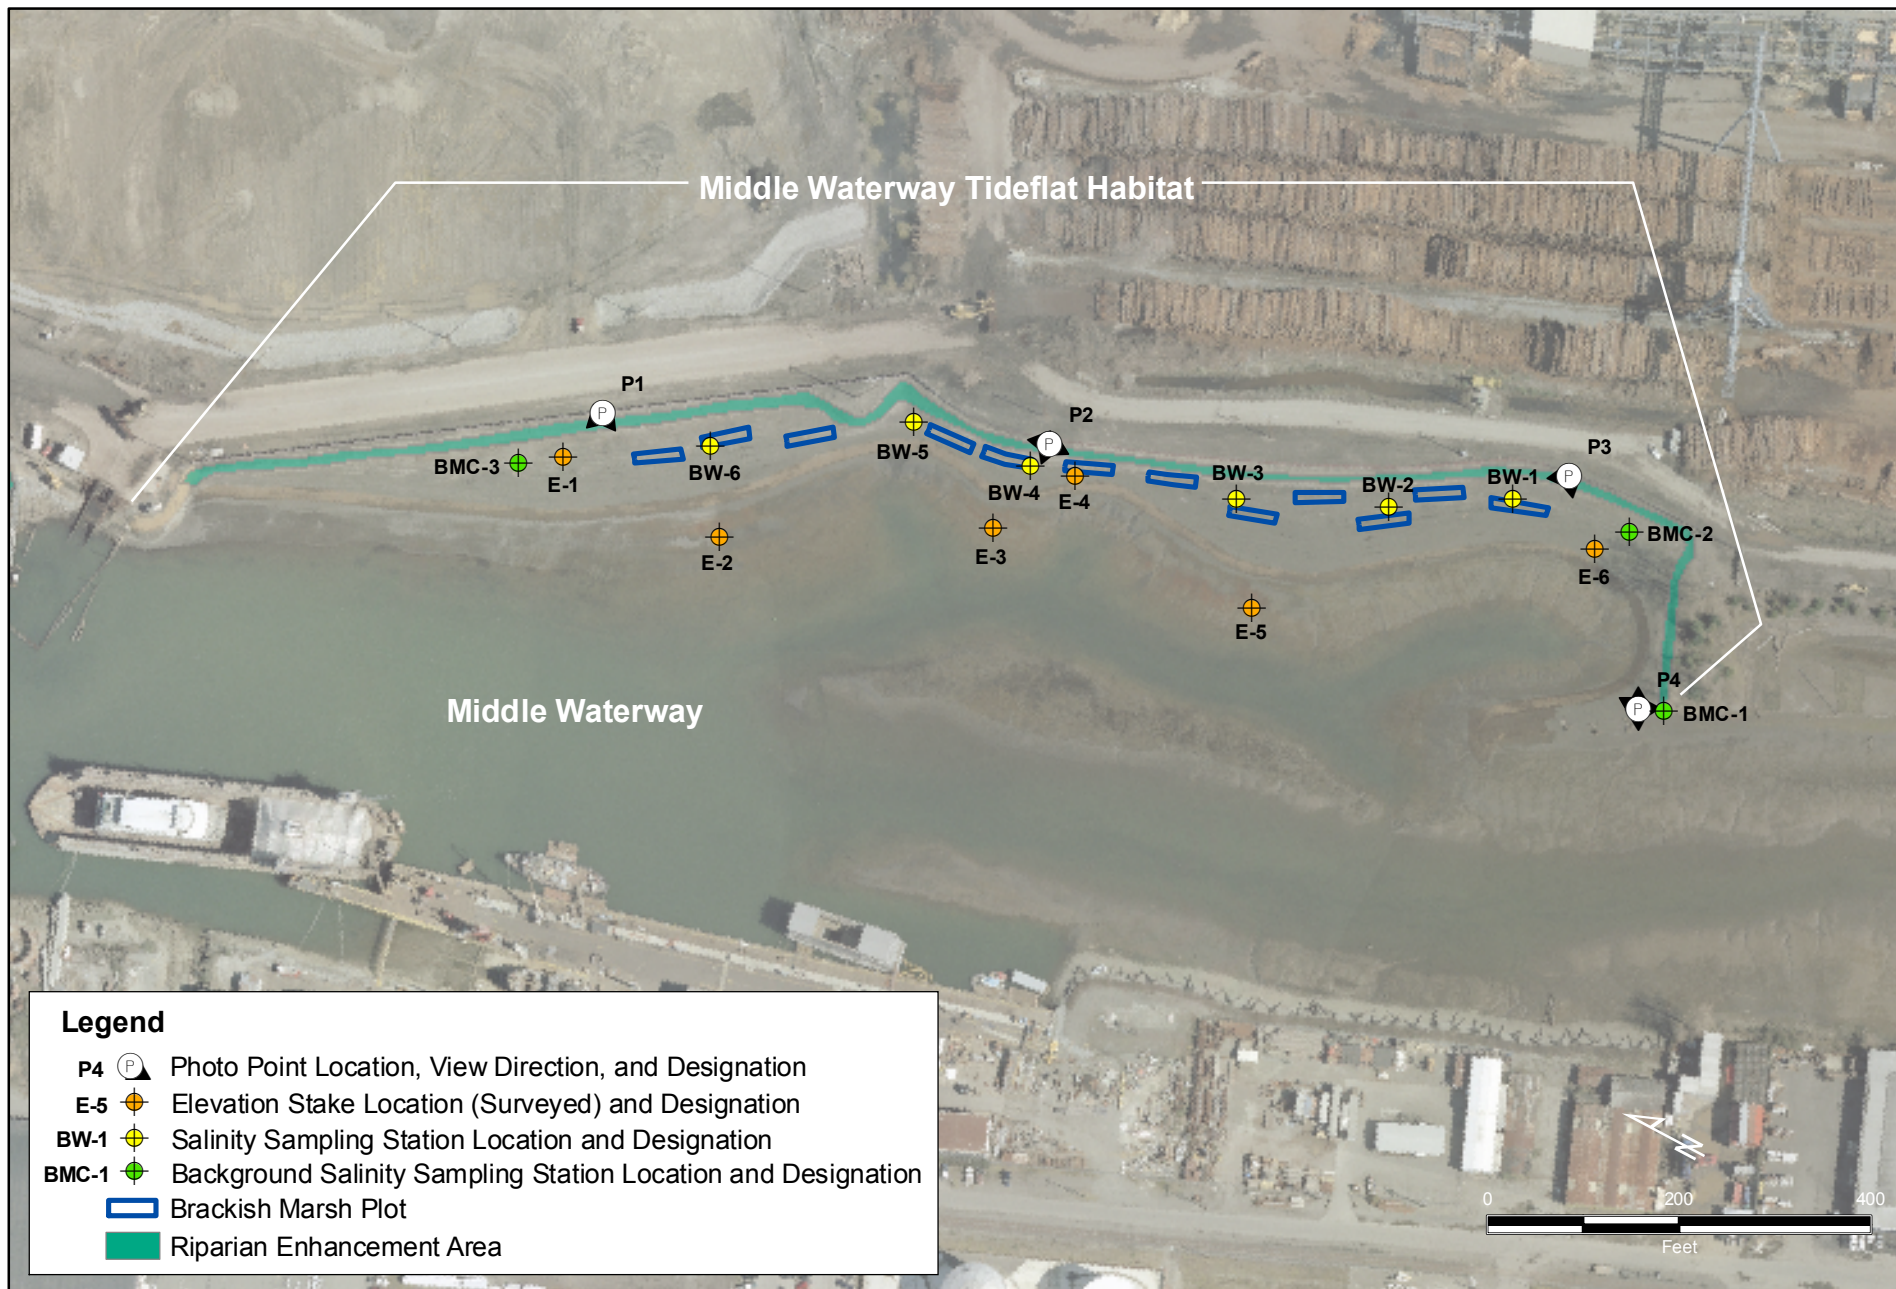 Middle Waterway Tideflat Habitat
P1
P2
P3
BMC-3
E-1
BW-6
BW-5
BW-4
E-4
BW-3
BW-2
BW-1
BMC-2
E-2
E-3
E-6
E-5
P4
BMC-1
Middle Waterway
Legend
P4 P Photo Point Location, View Direction, and Designation
E-5 Elevation Stake Location (Surveyed) and Designation
BW-1 Salinity Sampling Station Location and Designation
BMC-1 Background Salinity Sampling Station Location and Designation
Brackish Marsh Plot
Riparian Enhancement Area
N
0 200 400
Feet
P
P
P
P